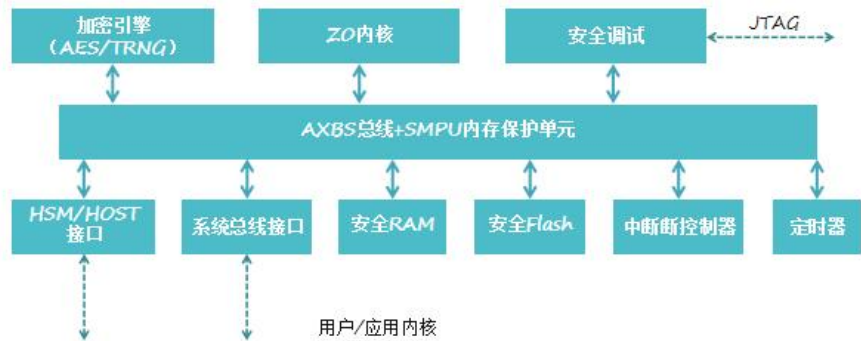 加密引擎
（AES/TRNG）
ZO内核
安全调试
JTAG
AXBS总线+SMPU内存保护单元
HSM/HOST
接口
系统总线接口
安全RAM
安全Flash
中断断控制器
定时器
用户/应用内核